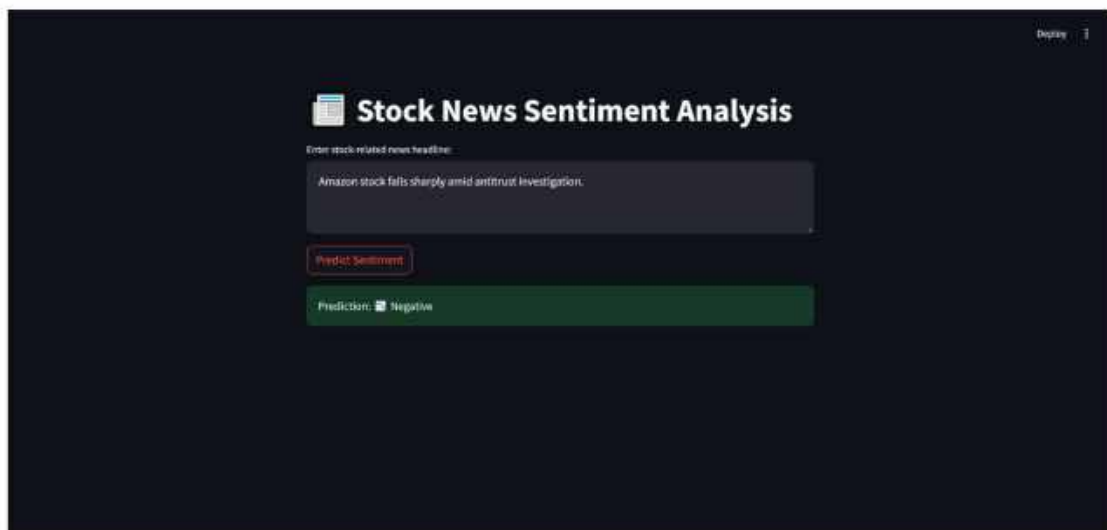 Deploy
Stock News Sentiment Analysis
Enter stock-related news headline:
Amazon stock falls sharply amid antitrust investigation.
Predict Sentiment
Prediction: Negative